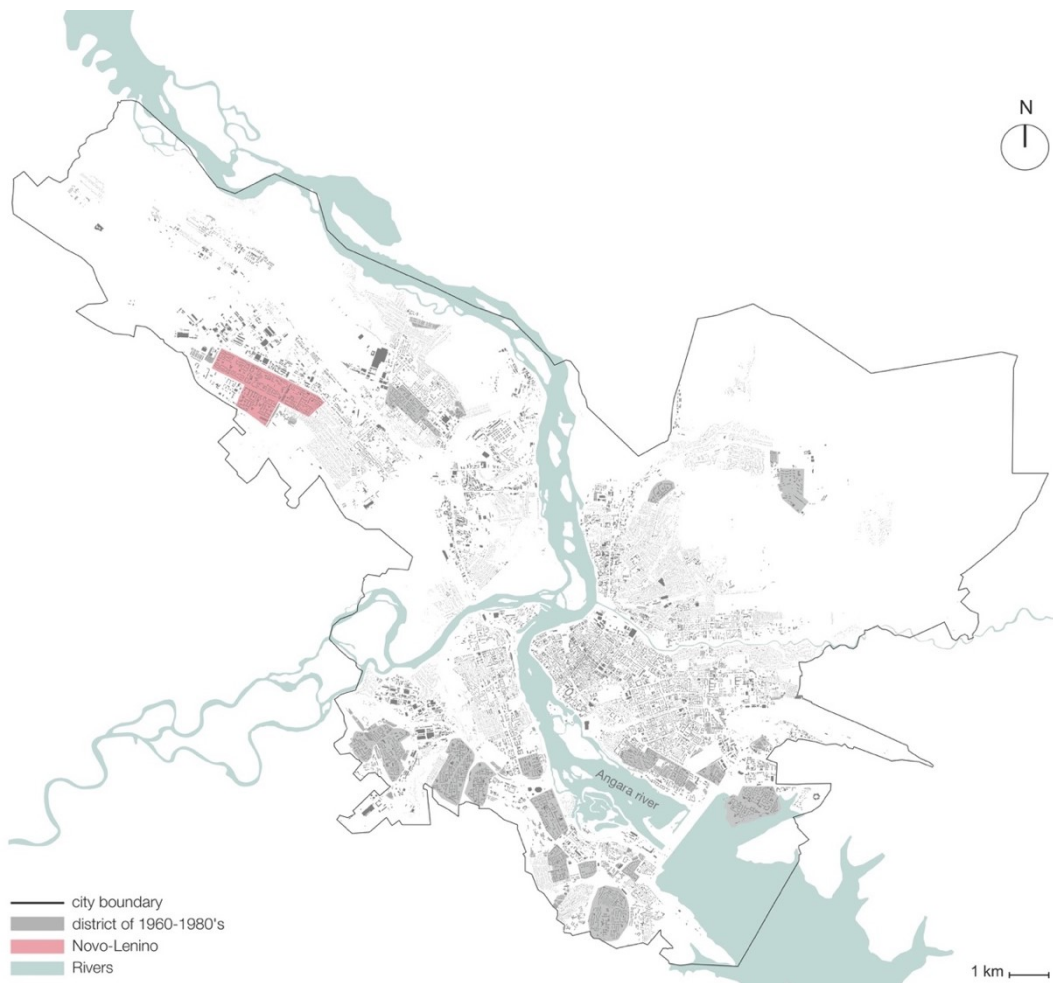 N
Angara river
city boundary
district of 1960-1980's
Novo-Lenino
Rivers
1 km